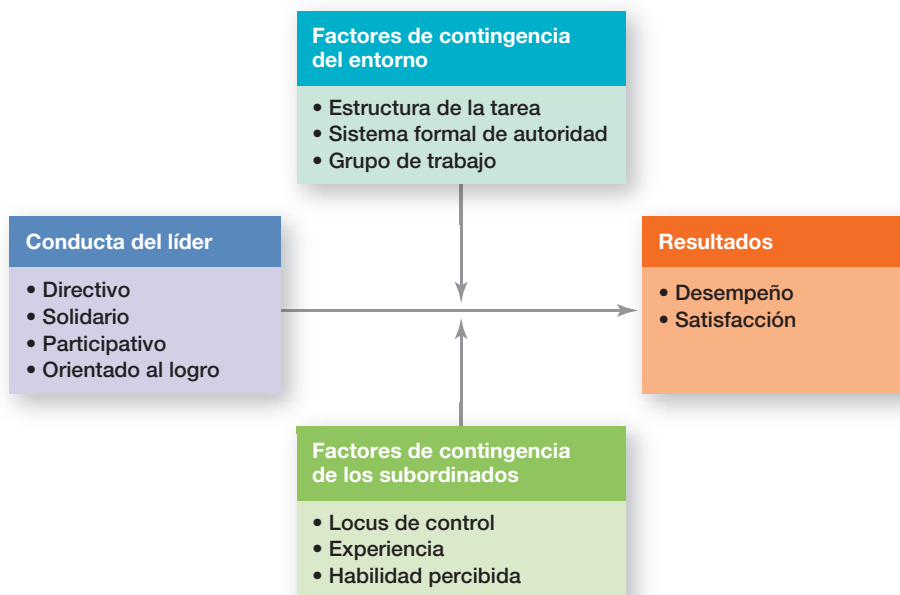 Factores de contingencia
del entorno
• Estructura de la tarea
• Sistema formal de autoridad
• Grupo de trabajo
Conducta del líder
• Directivo
• Solidario
• Participativo
• Orientado al logro
Resultados
• Desempeño
• Satisfacción
Factores de contingencia
de los subordinados
• Locus de control
• Experiencia
• Habilidad percibida